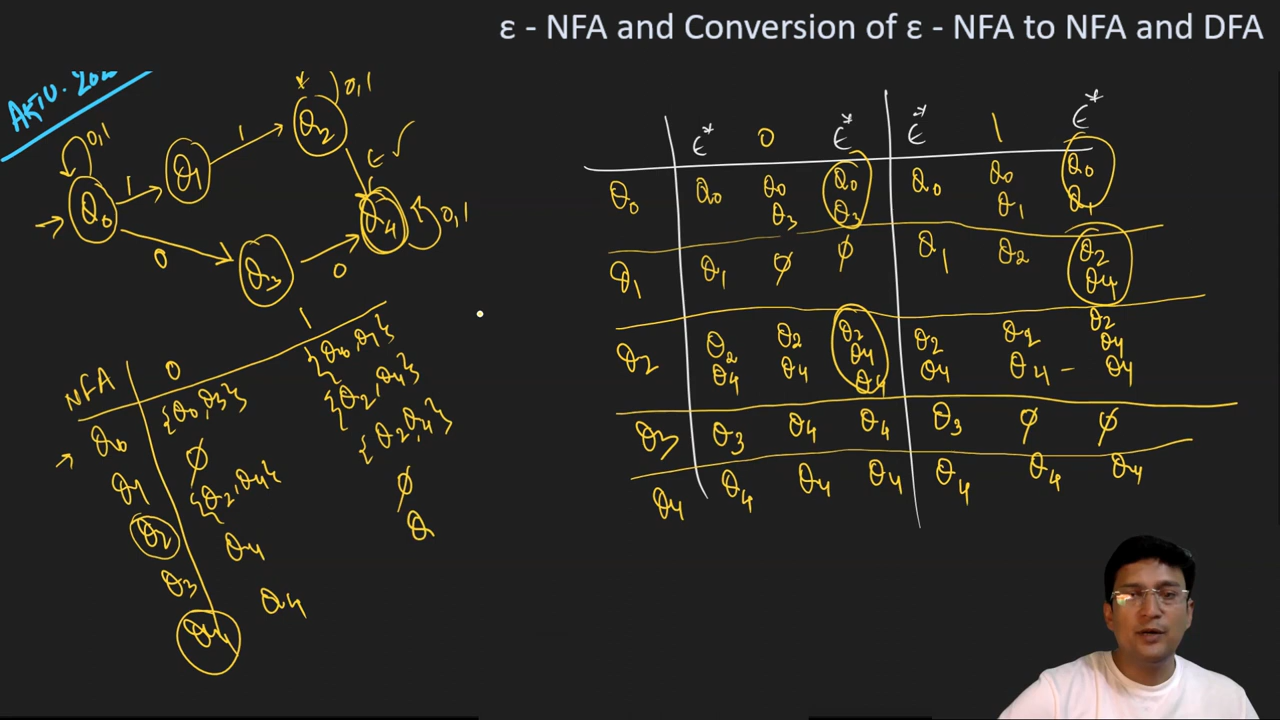 ε - NFA and Conversion of ε - NFA to NFA and DFA
AKTU.
* 0,1
0,1 1 Q2
1 Q1 ε ✓
Q0 Q4 0,1
0 Q3 0
ε* 0 ε* ε* 1 ε*
Q0 Q0 Q0 Q0 Q0 Q0 Q0
Q3 Q3 Q1 Q1
Q1 Q1 φ φ Q1 Q2 Q2
Q4
Q2 Q2 Q2 Q2 Q2 Q2 Q2
Q4 Q4 Q4 Q4 Q4 Q4
Q4 Q4
Q3 Q3 Q4 Q4 Q3 φ φ
Q4 Q4 Q4 Q4 Q4 Q4 Q4
NFA 0 1
Q0 {Q0,Q3} {Q0,Q1}
Q1 φ {Q2,Q4}
Q2 {Q2,Q4} {Q2,Q4}
Q3 Q4 φ
Q4 Q4 Q